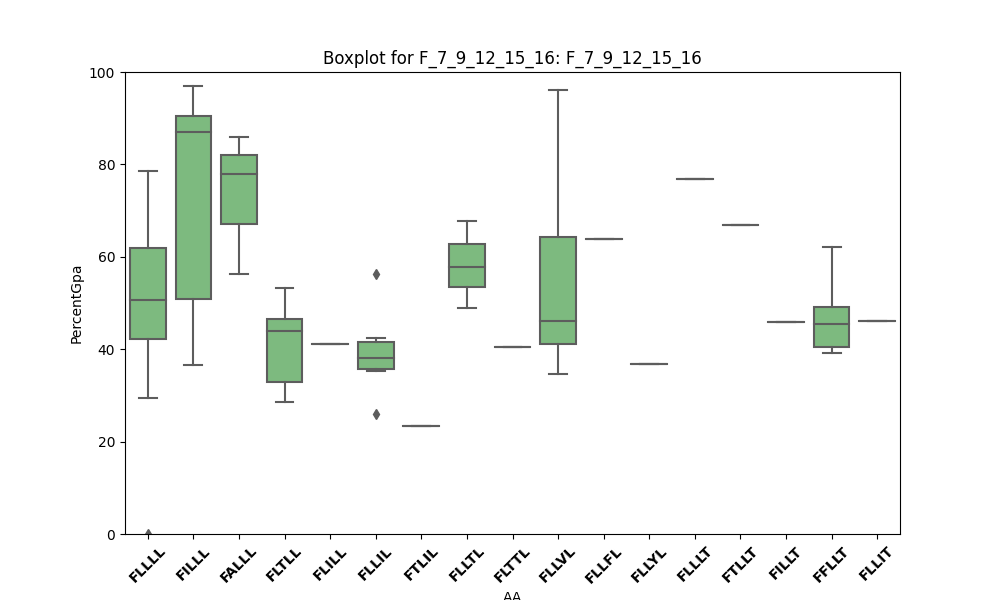 Boxplot for F_7_9_12_15_16: F_7_9_12_15_16
100
80
60
40
20
0
PercentGpa
FLLLL FILLL FALLL FLTLL FLILL FLLIL FTLIL FLLTL FLTTL FLLVL FLLFL FLLYL FLLLT FTLLT FILLT FFLLT FLLIT
AA